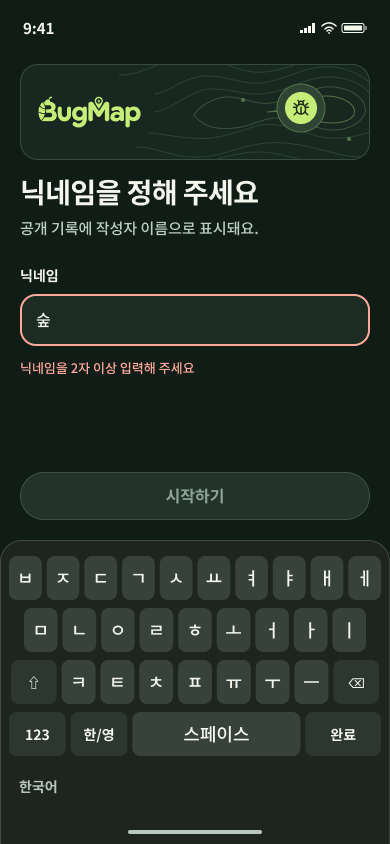 9:41
BugMap
닉네임을 정해 주세요
공개 기록에 작성자 이름으로 표시돼요.
닉네임
숲
닉네임을 2자 이상 입력해 주세요
시작하기
ㅂ ㅈ ㄷ ㄱ ㅅ ㅛ ㅕ ㅑ ㅐ ㅔ
ㅁ ㄴ ㅇ ㄹ ㅎ ㅗ ㅓ ㅏ ㅣ
⇧ ㅋ ㅌ ㅊ ㅍ ㅠ ㅜ ㅡ ⌫
123 한/영 스페이스 완료
한국어